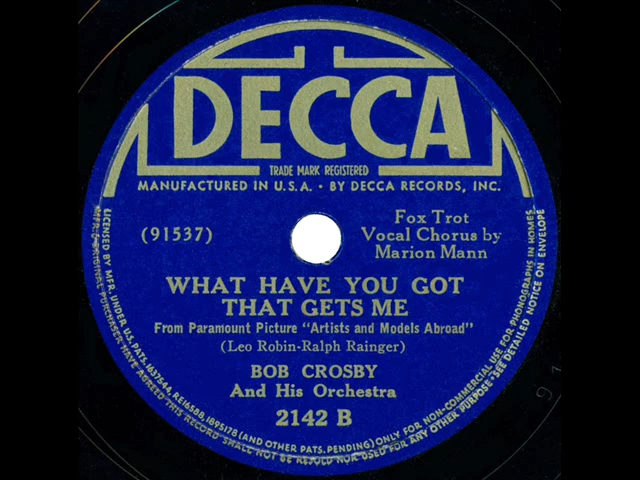 DECCA
TRADE MARK REGISTERED
MANUFACTURED IN U.S.A. • BY DECCA RECORDS, INC.
(91537)
Fox Trot
Vocal Chorus by
Marion Mann
WHAT HAVE YOU GOT
THAT GETS ME
From Paramount Picture "Artists and Models Abroad"
(Leo Robin-Ralph Rainger)
BOB CROSBY
And His Orchestra
2142 B
LICENSED BY MFR. UNDER U.S. PATS. 1637544, RE16588, 1895178 (AND OTHER PATS. PENDING) ONLY FOR NON-COMMERCIAL USE FOR PHONOGRAPHS IN HOMES
ORIGINAL PURCHASER HAVE AGREED THIS RECORD SHALL NOT BE RESOLD NOR USED FOR ANY OTHER PURPOSE • SEE DETAILED NOTICE ON ENVELOPE